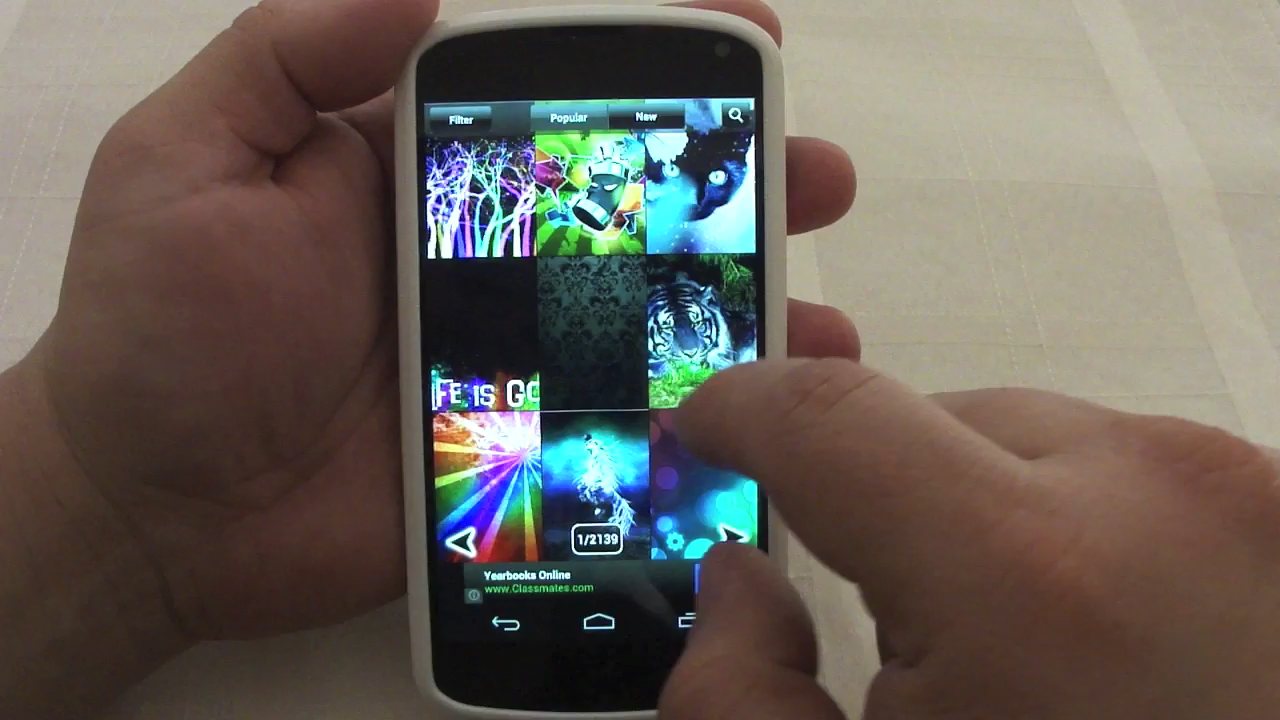 Filter Popular New
FE IS GO
1/2139
Yearbooks Online
www.Classmates.com